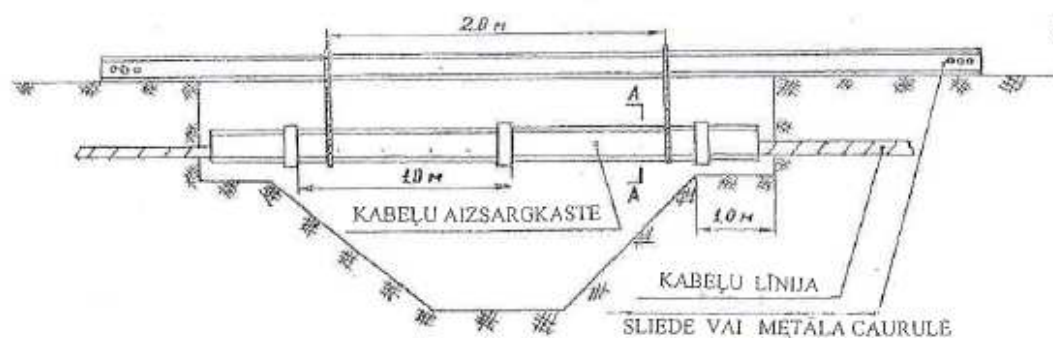 2.0 м
A
1.0 м
A
KABEĻU AIZSARGKASTE
1.0 м
KABEĻU LĪNIJA
SLIEDE VAI METĀLA CAURULE